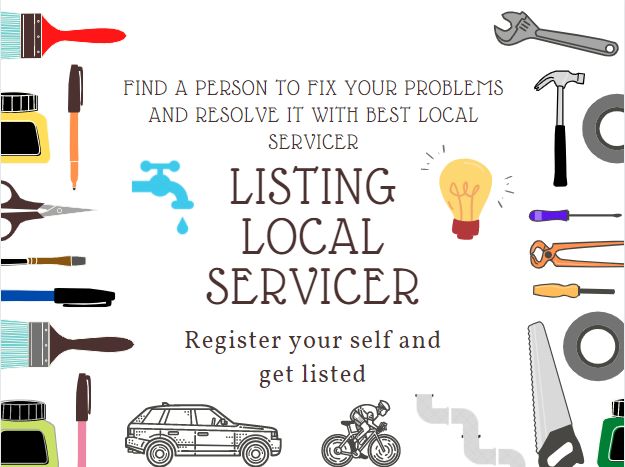 FIND A PERSON TO FIX YOUR PROBLEMS
AND RESOLVE IT WITH BEST LOCAL
SERVICER
LISTING
LOCAL
SERVICER
Register your self and
get listed